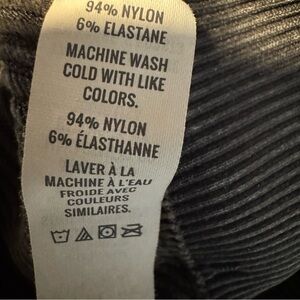 94% NYLON
6% ELASTANE
MACHINE WASH
COLD WITH LIKE
COLORS.
94% NYLON
6% ÉLASTHANNE
LAVER À LA
MACHINE À L'EAU
FROIDE AVEC
COULEURS
SIMILAIRES.